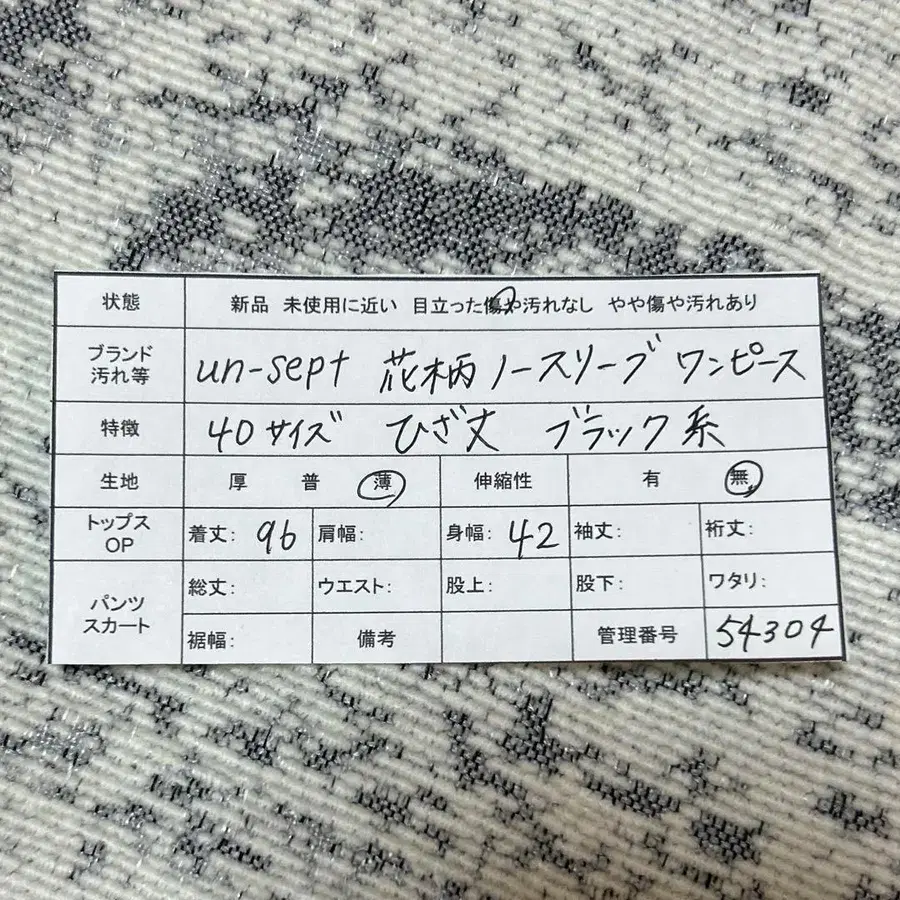 状態 新品 未使用に近い 目立った傷や汚れなし やや傷や汚れあり
ブランド 汚れ等 un-sept 花柄ノースリーブ ワンピース
特徴 40サイズ ひざ丈 ブラック系
生地 厚 普 薄 伸縮性 有 無
トップス OP 着丈: 96 肩幅: 身幅: 42 袖丈: 裄丈:
パンツ スカート 総丈: ウエスト: 股上: 股下: ワタリ:
裾幅: 備考 管理番号 54304